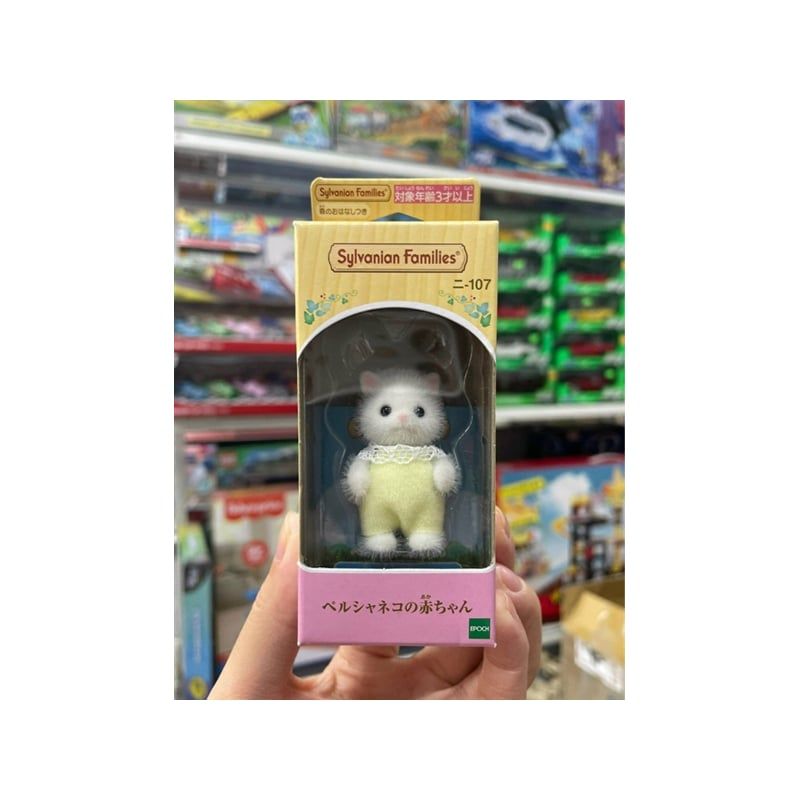 Sylvanian Families®
対象年齢3才以上
森のおはなしつき
Sylvanian Families®
ニ-107
ペルシャネコの赤ちゃん
EPOCH